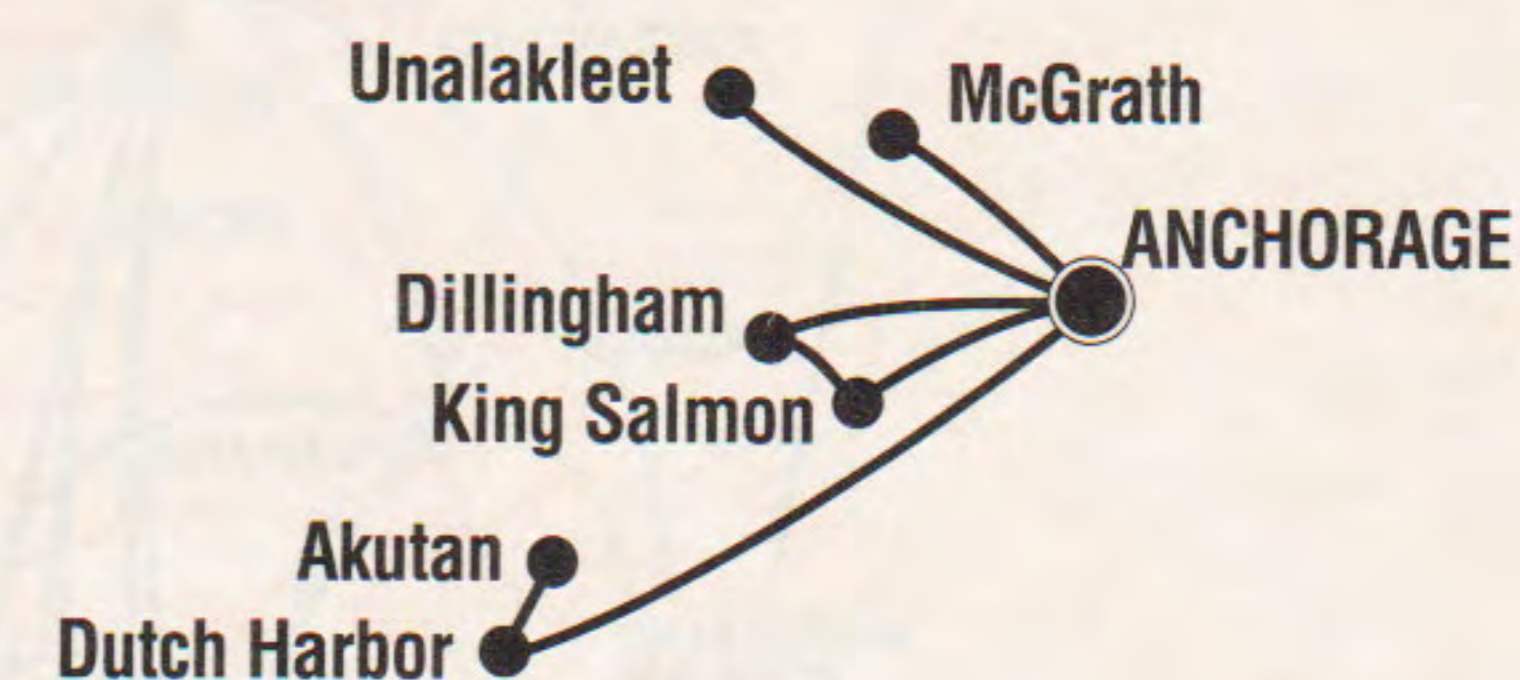 Unalakleet
McGrath
ANCHORAGE
Dillingham
King Salmon
Akutan
Dutch Harbor